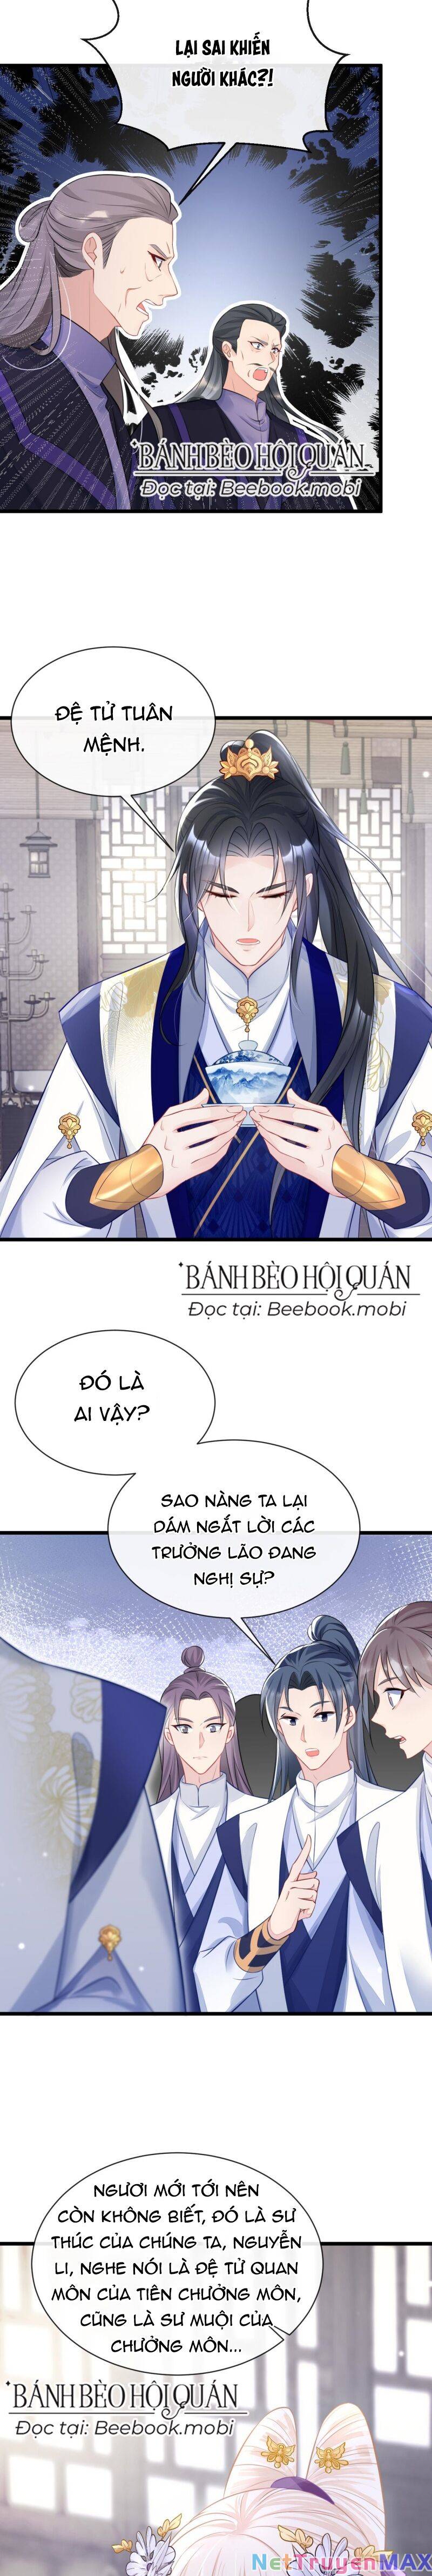 LẠI SAI KHIẾN
NGƯỜI KHÁC?!
BÁNH BÈO HỘI QUÁN
Đọc tại: Beebook.mobi
ĐỆ TỬ TUÂN
MỆNH.
BÁNH BÈO HỘI QUÁN
Đọc tại: Beebook.mobi
ĐÓ LÀ
AI VẬY?
SAO NÀNG TA LẠI
DÁM NGẮT LỜI CÁC
TRƯỞNG LÃO ĐANG
NGHỊ SỰ?
NGƯƠI MỚI TỚI NÊN
CÒN KHÔNG BIẾT, ĐÓ LÀ SƯ
THÚC CỦA CHÚNG TA, NGUYỄN
LI, NGHE NÓI LÀ ĐỆ TỬ QUAN
MÔN CỦA TIÊN CHƯỞNG MÔN,
CŨNG LÀ SƯ MUỘI CỦA
CHƯỞNG MÔN...
BÁNH BÈO HỘI QUÁN
Đọc tại: Beebook.mobi
NETTRUYENMAX